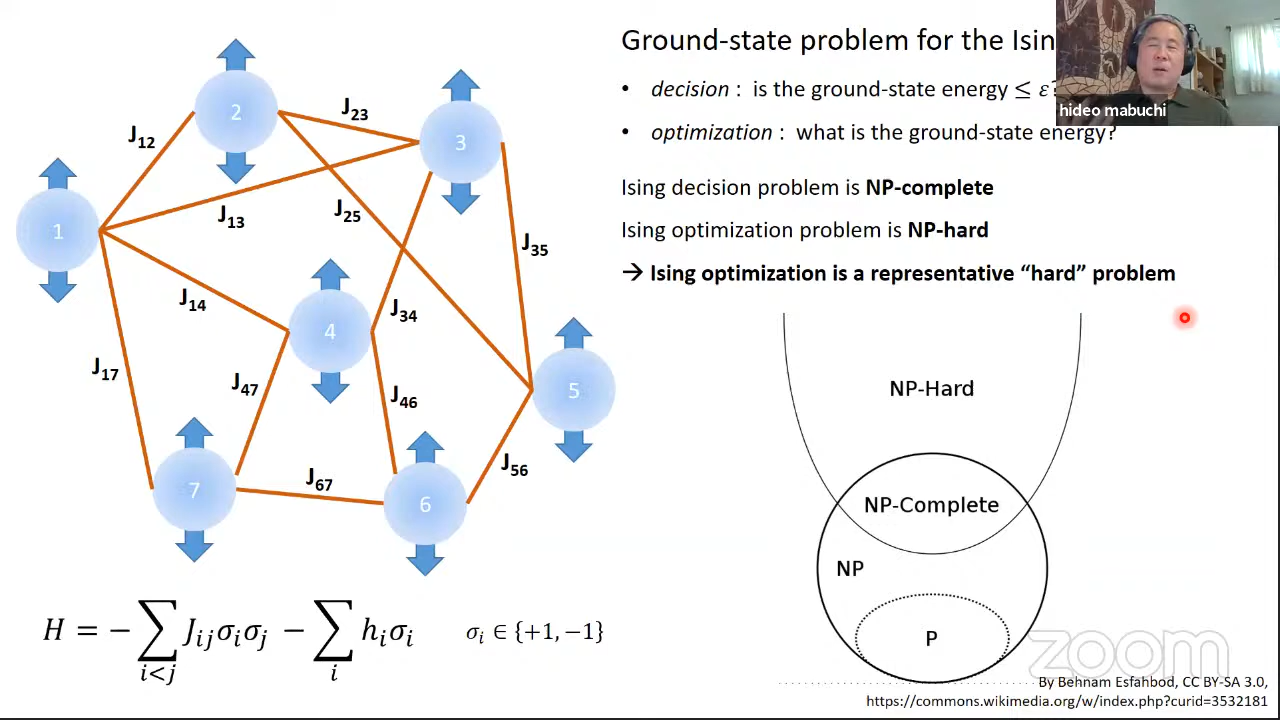 Ground-state problem for the Isin
• decision : is the ground-state energy ≤ ε?
• optimization : what is the ground-state energy?
hideo mabuchi
Ising decision problem is NP-complete
Ising optimization problem is NP-hard
→ Ising optimization is a representative “hard” problem
1
2
3
4
5
6
7
J12
J23
J13
J25
J35
J14
J34
J17
J47
J46
J56
J67
H = − ∑i<j Jijσiσj − ∑i hiσi
σi ∈ {+1, −1}
NP-Hard
NP-Complete
NP
P
zoom
By Behnam Esfahbod, CC BY-SA 3.0,
https://commons.wikimedia.org/w/index.php?curid=3532181